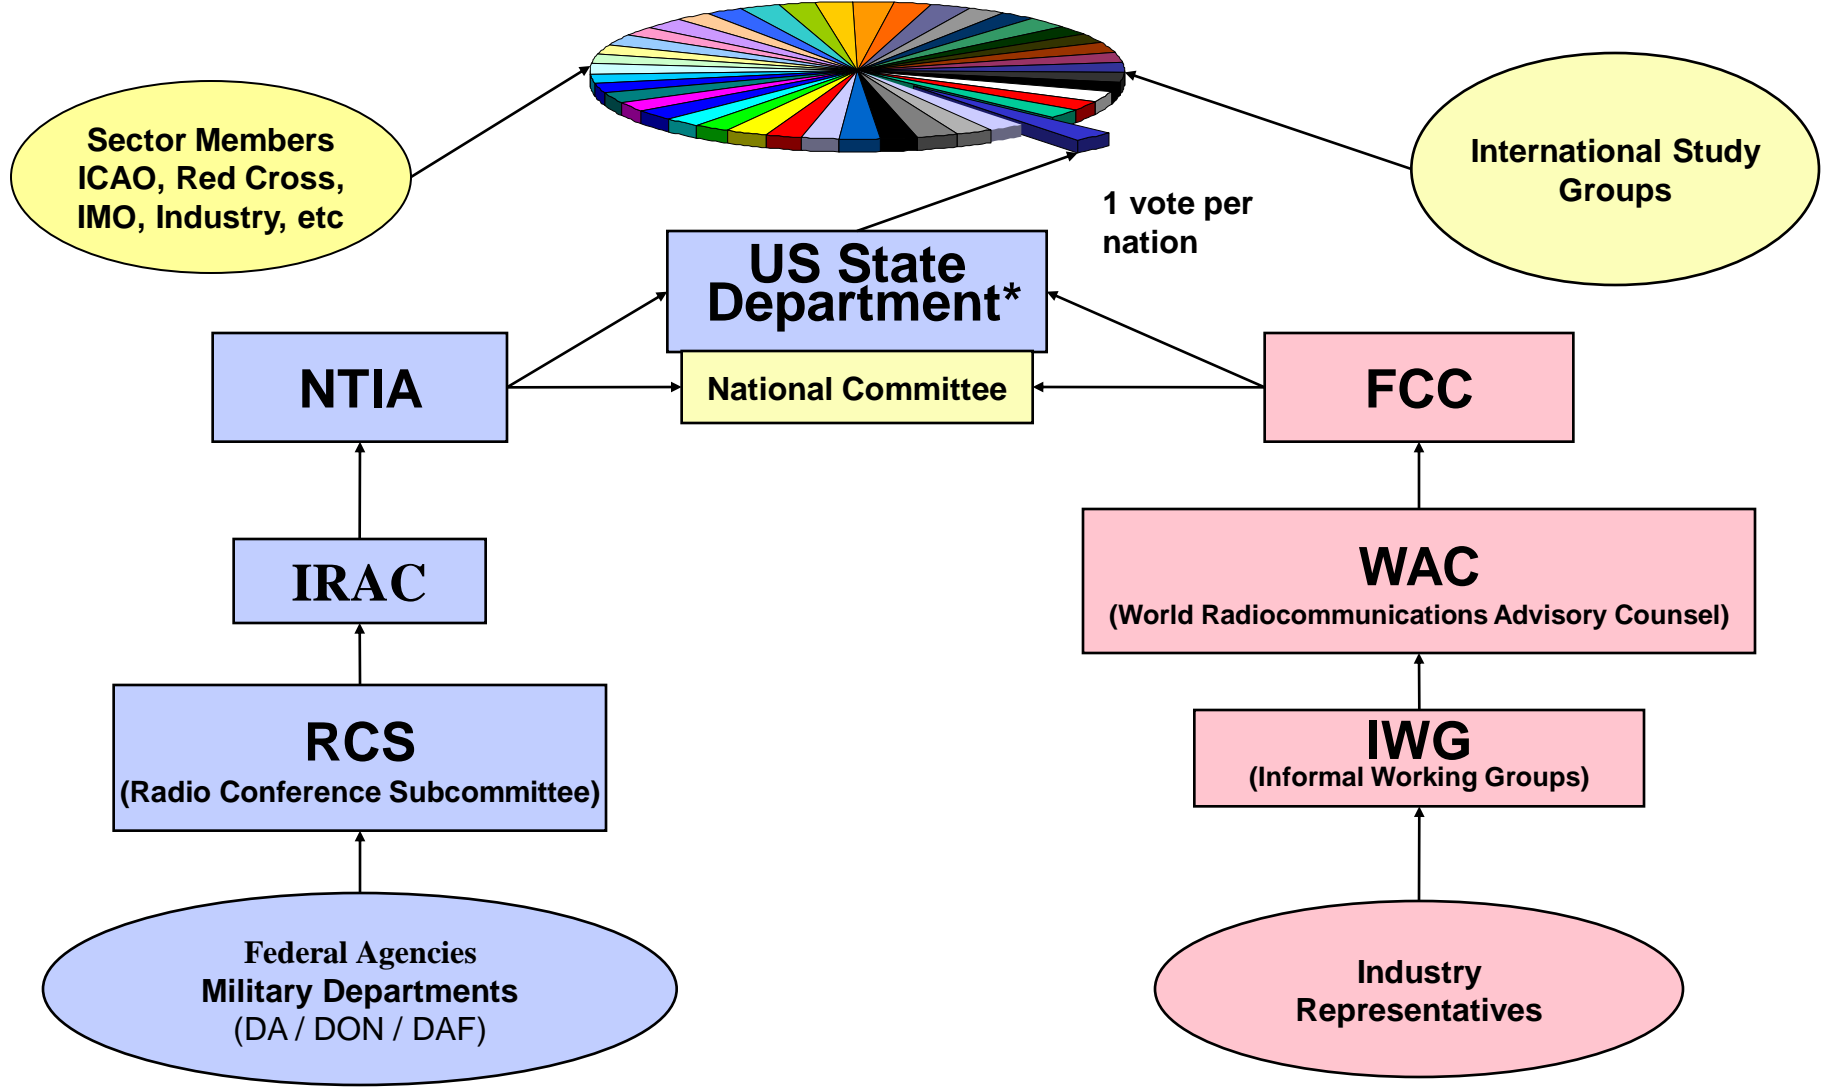 Sector Members
ICAO, Red Cross,
IMO, Industry, etc
International Study
Groups
1 vote per
nation
US State
Department*
National Committee
NTIA
FCC
IRAC
WAC
(World Radiocommunications Advisory Counsel)
RCS
(Radio Conference Subcommittee)
IWG
(Informal Working Groups)
Federal Agencies
Military Departments
(DA / DON / DAF)
Industry
Representatives